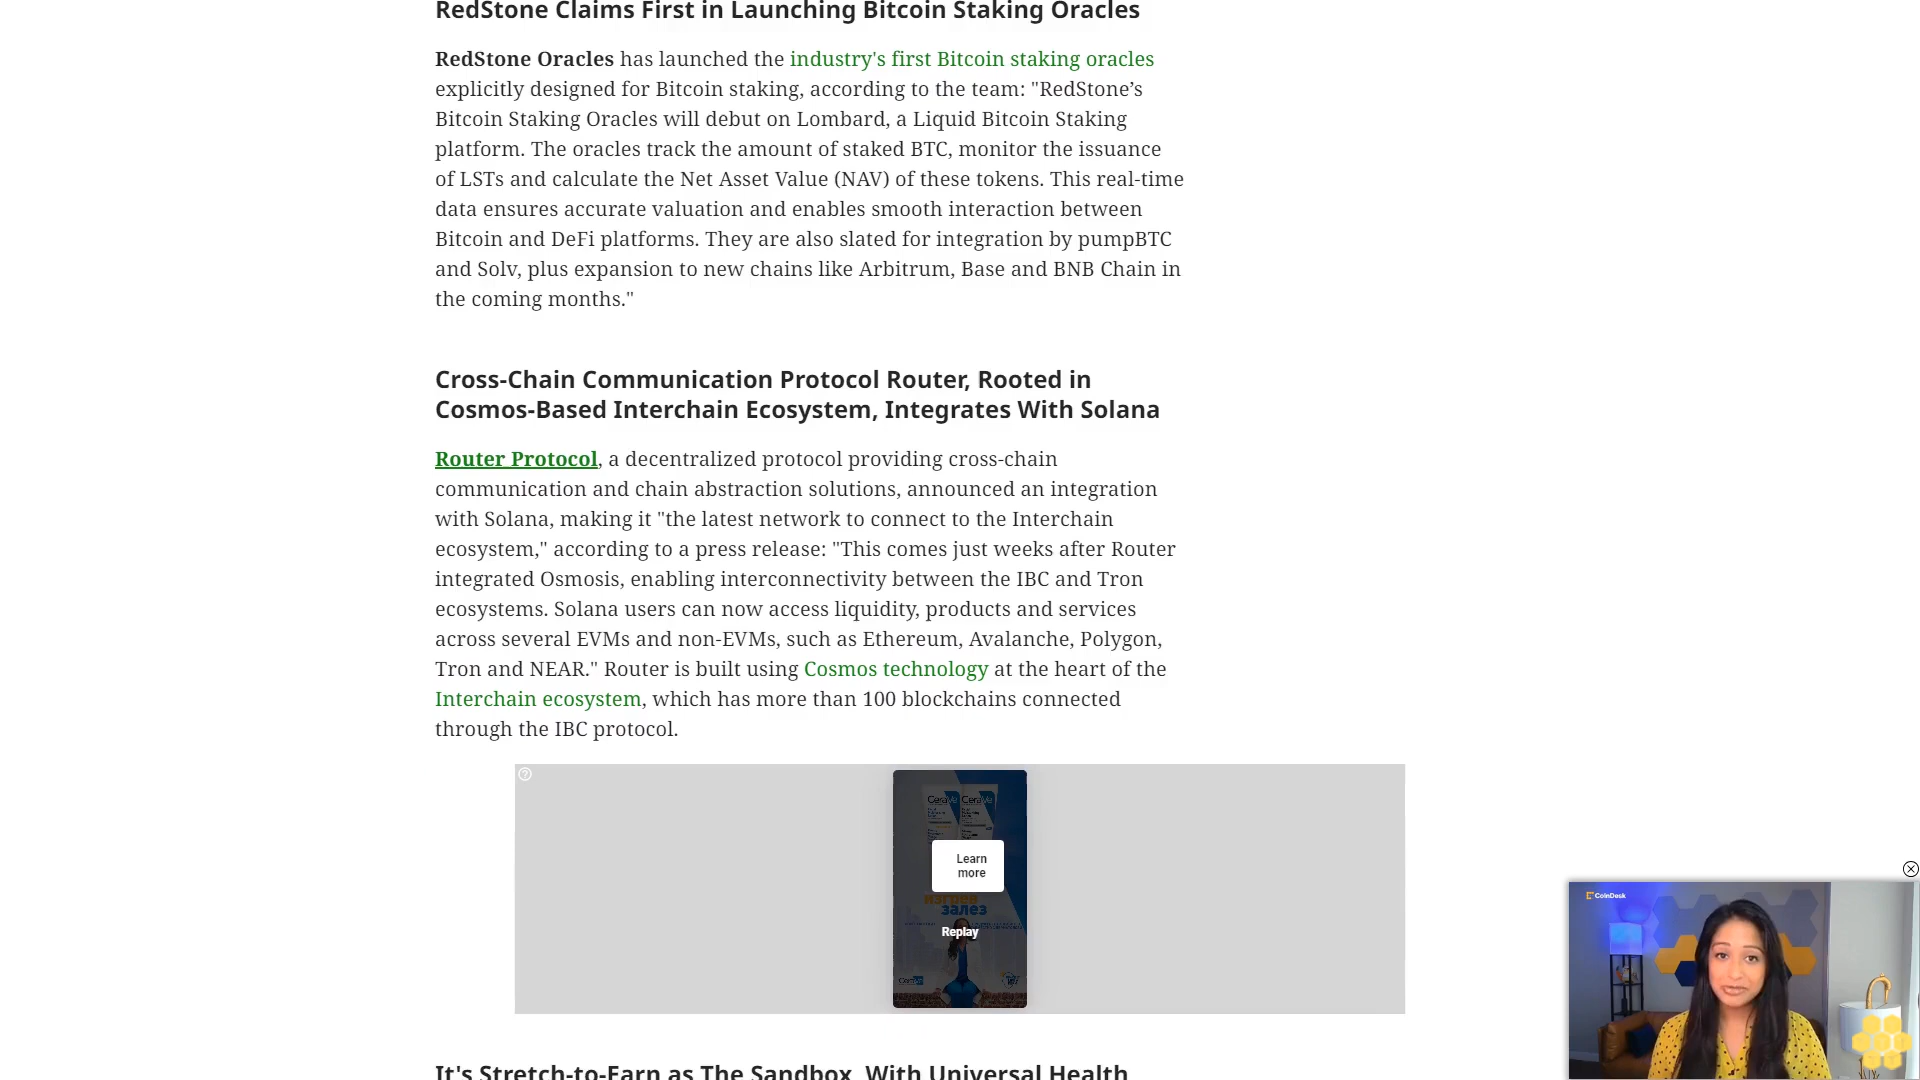 RedStone Claims First in Launching Bitcoin Staking Oracles
RedStone Oracles has launched the industry's first Bitcoin staking oracles
explicitly designed for Bitcoin staking, according to the team: "RedStone’s
Bitcoin Staking Oracles will debut on Lombard, a Liquid Bitcoin Staking
platform. The oracles track the amount of staked BTC, monitor the issuance
of LSTs and calculate the Net Asset Value (NAV) of these tokens. This real-time
data ensures accurate valuation and enables smooth interaction between
Bitcoin and DeFi platforms. They are also slated for integration by pumpBTC
and Solv, plus expansion to new chains like Arbitrum, Base and BNB Chain in
the coming months."
Cross-Chain Communication Protocol Router, Rooted in
Cosmos-Based Interchain Ecosystem, Integrates With Solana
Router Protocol, a decentralized protocol providing cross-chain
communication and chain abstraction solutions, announced an integration
with Solana, making it "the latest network to connect to the Interchain
ecosystem," according to a press release: "This comes just weeks after Router
integrated Osmosis, enabling interconnectivity between the IBC and Tron
ecosystems. Solana users can now access liquidity, products and services
across several EVMs and non-EVMs, such as Ethereum, Avalanche, Polygon,
Tron and NEAR." Router is built using Cosmos technology at the heart of the
Interchain ecosystem, which has more than 100 blockchains connected
through the IBC protocol.
CeraVe CeraVe
Learn
more
изгрев
залез
Replay
CeraVe
CoinDesk
It's Stretch-to-Earn as The Sandbox, With Universal Health